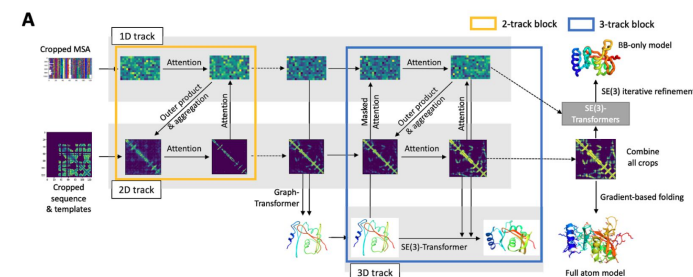 A
2-track block
3-track block
1D track
Cropped MSA
Attention
Attention
BB-only model
Outer product
& aggregation
Attention
Masked
Attention
Outer product
& aggregation
Attention
SE(3) iterative refinement
SE(3)-
Transformers
Attention
Attention
Combine
all crops
Cropped
sequence
& templates
2D track
Graph-
Transformer
Gradient-based folding
SE(3)-Transformer
3D track
Full atom model